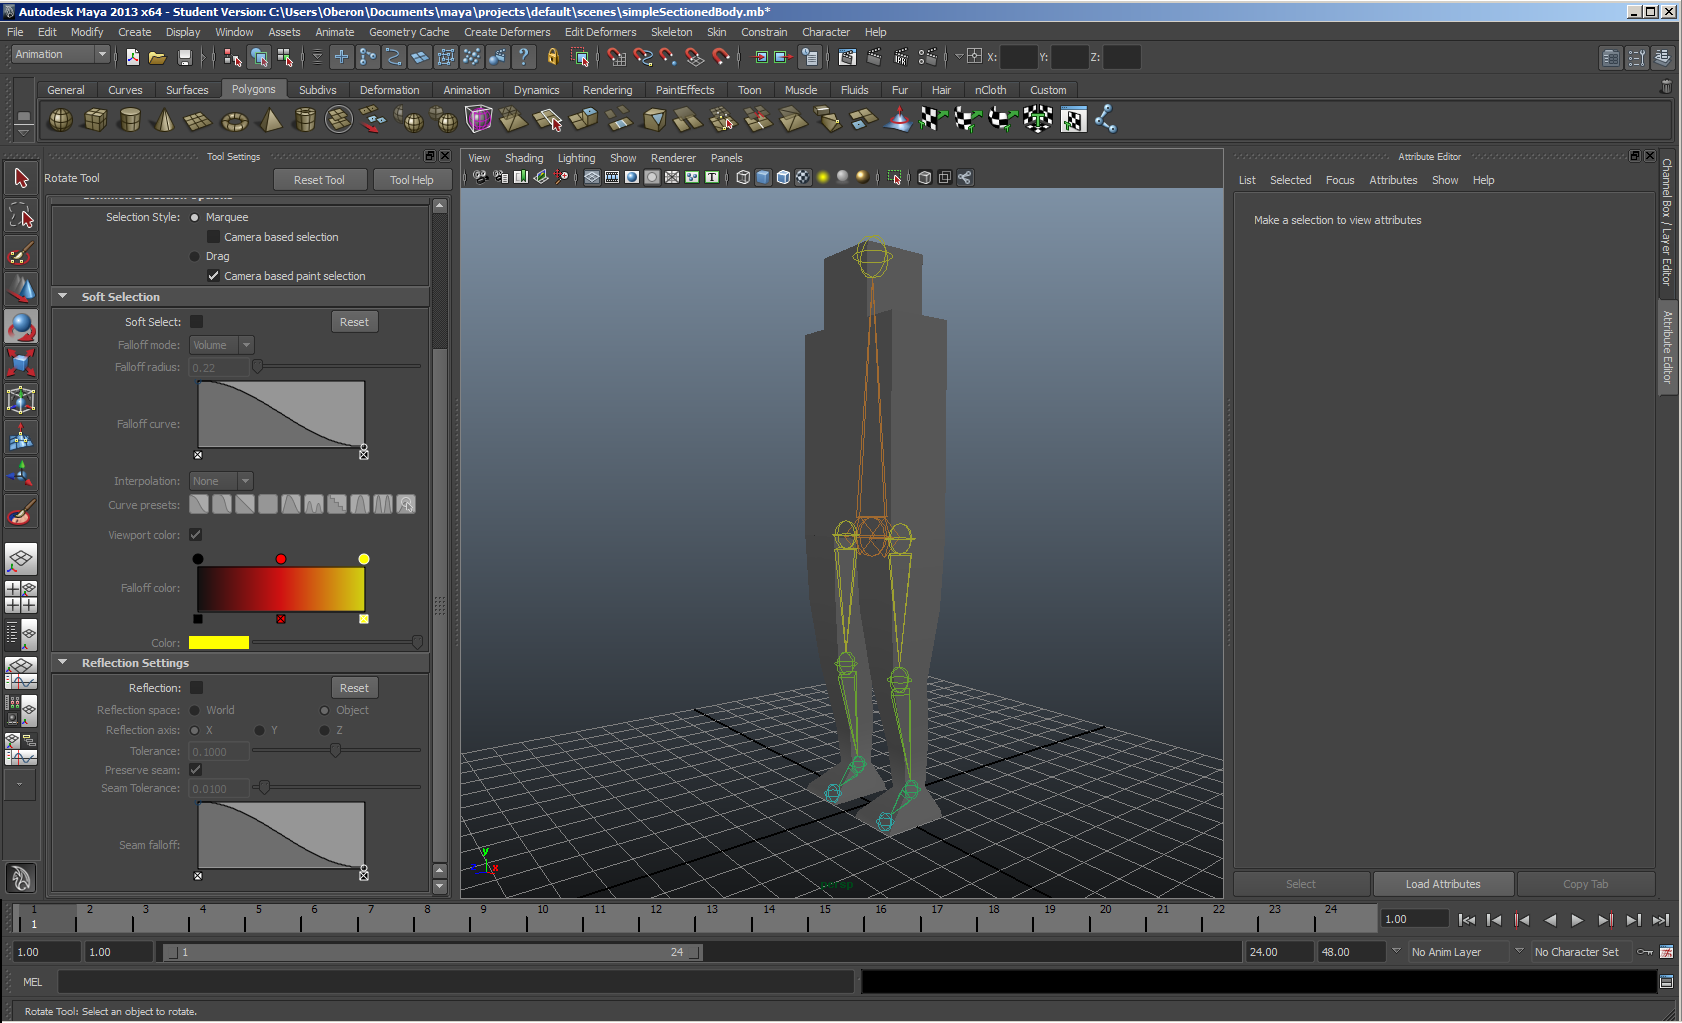 Autodesk Maya 2013 x64 - Student Version: C:\Users\Oberon\Documents\maya\projects\default\scenes\simpleSectionedBody.mb*
File Edit Modify Create Display Window Assets Animate Geometry Cache Create Deformers Edit Deformers Skeleton Skin Constrain Character Help
Animation X: Y: Z:
General Curves Surfaces Polygons Subdivs Deformation Animation Dynamics Rendering PaintEffects Toon Muscle Fluids Fur Hair nCloth Custom
Tool Settings
Rotate Tool Reset Tool Tool Help
Common Selection Options
Selection Style: Marquee
Camera based selection
Drag
Camera based paint selection
Soft Selection
Soft Select: Reset
Falloff mode: Volume
Falloff radius: 0.22
Falloff curve:
Interpolation: None
Curve presets:
Viewport color:
Falloff color:
Color:
Reflection Settings
Reflection: Reset
Reflection space: World Object
Reflection axis: X Y Z
Tolerance: 0.1000
Preserve seam:
Seam Tolerance: 0.0100
Seam falloff:
View Shading Lighting Show Renderer Panels
y
x
persp
Attribute Editor
List Selected Focus Attributes Show Help
Make a selection to view attributes
Select Load Attributes Copy Tab
Channel Box / Layer Editor
Attribute Editor
1 2 3 4 5 6 7 8 9 10 11 12 13 14 15 16 17 18 19 20 21 22 23 24
1 1.00
1.00 1.00 1 24 24.00 48.00 No Anim Layer No Character Set
MEL
Rotate Tool: Select an object to rotate.